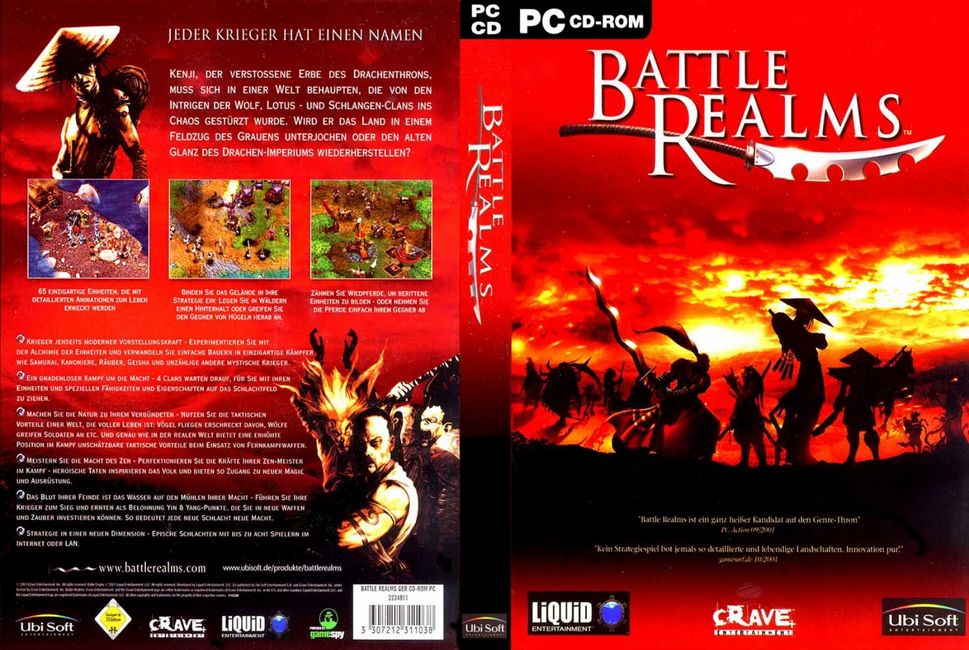 JEDER KRIEGER HAT EINEN NAMEN
KENJI, DER VERSTOSSENE ERBE DES DRACHENTHRONS,
MUSS SICH IN EINER WELT BEHAUPTEN, DIE VON DEN
INTRIGEN DER WOLF, LOTUS - UND SCHLANGEN-CLANS INS
CHAOS GESTÜRZT WURDE. WIRD ER DAS LAND IN EINEM
FELDZUG DES GRAUENS UNTERJOCHEN ODER DEN ALTEN
GLANZ DES DRACHEN-IMPERIUMS WIEDERHERSTELLEN?
65 EINZIGARTIGE EINHEITEN, DIE MIT
DETAILLIERTEN ANIMATIONEN ZUM LEBEN
ERWECKT WERDEN
BINDEN SIE DAS GELÄNDE IN IHRE
STRATEGIE EIN: LEGEN SIE IN WÄLDERN
EINEN HINTERHALT ODER GREIFEN SIE
DEN GEGNER VON HÜGELN HERAB AN.
ZÄHMEN SIE WILDPFERDE, UM BERITTENE
EINHEITEN ZU BILDEN - ODER NEHMEN SIE
DIE PFERDE EINFACH IHREM GEGNER AB
KRIEGER JENSEITS MODERNER VORSTELLUNGSKRAFT - EXPERIMENTIEREN SIE MIT
DER ALCHIMIE DER EINHEITEN UND VERWANDELN SIE EINFACHE BAUERN IN EINZIGARTIGE KÄMPFER
WIE SAMURAI, KANONIERE, RÄUBER, GEISHA UND UNZÄHLIGE ANDERE MYSTISCHE KRIEGER.
EIN GNADENLOSER KAMPF UM DIE MACHT - 4 CLANS WARTEN DRAUF, FÜR SIE MIT IHREN
EINHEITEN UND SPEZIELLEN FÄHIGKEITEN UND EIGENSCHAFTEN AUF DAS SCHLACHTFELD
ZU ZIEHEN.
MACHEN SIE DIE NATUR ZU IHREM VERBÜNDETEN - NUTZEN SIE DIE TAKTISCHEN
VORTEILE EINER WELT, DIE VOLLER LEBEN IST: VÖGEL FLIEGEN ERSCHRECKT DAVON, WÖLFE
GREIFEN SOLDATEN AN ETC. UND GENAU WIE IN DER REALEN WELT BIETET EINE ERHÖHTE
POSITION IM KAMPF UNSCHÄTZBARE TAKTISCHE VORTEILE BEIM EINSATZ VON FERNKAMPFWAFFEN.
MEISTERN SIE DIE MACHT DES ZEN - PERFEKTIONIEREN SIE DIE KRÄFTE IHRER ZEN-MEISTER
IM KAMPF - HEROISCHE TATEN INSPIRIEREN DAS VOLK UND BIETEN SO ZUGANG ZU NEUER MAGIE
UND AUSRÜSTUNG.
DAS BLUT IHRER FEINDE IST DAS WASSER AUF DEN MÜHLEN IHRER MACHT - FÜHREN SIE IHRE
KRIEGER ZUM SIEG UND ERNTEN ALS BELOHNUNG YIN & YANG-PUNKTE, DIE SIE IN NEUE WAFFEN
UND ZAUBER INVESTIEREN KÖNNEN. SO BEDEUTET JEDE NEUE SCHLACHT NEUE MACHT.
STRATEGIE IN EINER NEUEN DIMENSION - EPISCHE SCHLACHTEN MIT BIS ZU ACHT SPIELERN IM
INTERNET ODER LAN.
www.battlerealms.com
www.ubisoft.de/produkte/battlerealms
Ubi Soft
ENTERTAINMENT
CRAVE
ENTERTAINMENT
LIQUID
ENTERTAINMENT
POWERED BY
gamespy
BATTLE REALMS GER CD-ROM PC
2234911
3 307212 311038
PC
CD
BATTLE
REALMS
Ubi Soft
ENTERTAINMENT
PC CD-ROM
BATTLE
REALMS™
"Battle Realms ist ein ganz heißer Kandidat auf den Genre-Thron"
PC Action 09/2001
"Kein Strategiespiel bot jemals so detaillierte und lebendige Landschaften. Innovation pur!"
gamesurf.de 10/2001
LIQUID
ENTERTAINMENT
CRAVE
ENTERTAINMENT
Ubi Soft
ENTERTAINMENT